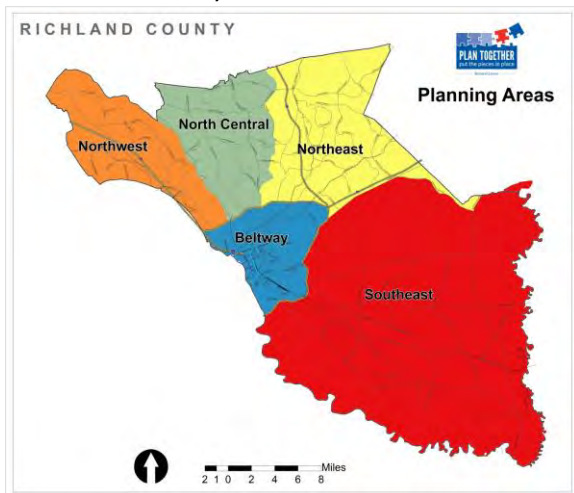 RICHLAND COUNTY
PLAN TOGETHER
put the places in place
Planning Areas
North Central
Northwest
Northeast
Beltway
Southeast
Miles
2 1 0 2 4 6 8